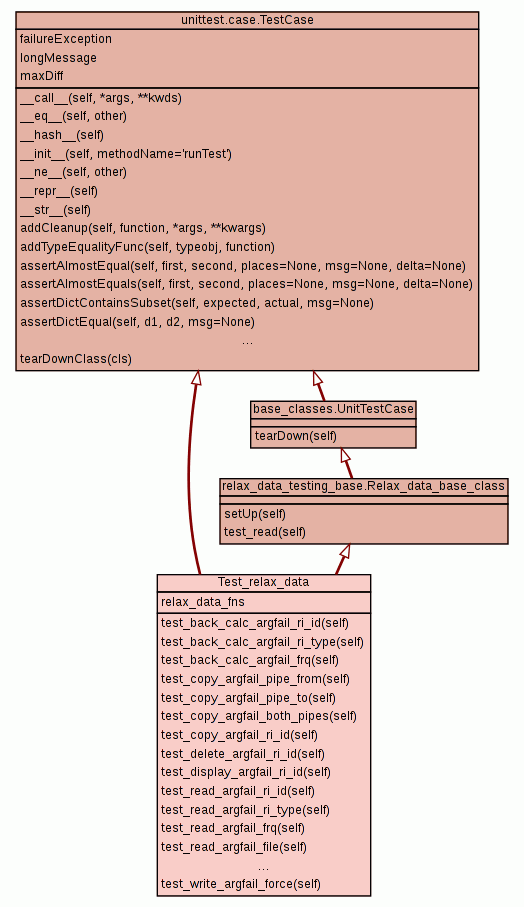 unittest.case.TestCase
failureException
longMessage
maxDiff
__call__(self, *args, **kwds)
__eq__(self, other)
__hash__(self)
__init__(self, methodName='runTest')
__ne__(self, other)
__repr__(self)
__str__(self)
addCleanup(self, function, *args, **kwargs)
addTypeEqualityFunc(self, typeobj, function)
assertAlmostEqual(self, first, second, places=None, msg=None, delta=None)
assertAlmostEquals(self, first, second, places=None, msg=None, delta=None)
assertDictContainsSubset(self, expected, actual, msg=None)
assertDictEqual(self, d1, d2, msg=None)
...
tearDownClass(cls)
base_classes.UnitTestCase
tearDown(self)
relax_data_testing_base.Relax_data_base_class
setUp(self)
test_read(self)
Test_relax_data
relax_data_fns
test_back_calc_argfail_ri_id(self)
test_back_calc_argfail_ri_type(self)
test_back_calc_argfail_frq(self)
test_copy_argfail_pipe_from(self)
test_copy_argfail_pipe_to(self)
test_copy_argfail_both_pipes(self)
test_copy_argfail_ri_id(self)
test_delete_argfail_ri_id(self)
test_display_argfail_ri_id(self)
test_read_argfail_ri_id(self)
test_read_argfail_ri_type(self)
test_read_argfail_frq(self)
test_read_argfail_file(self)
...
test_write_argfail_force(self)